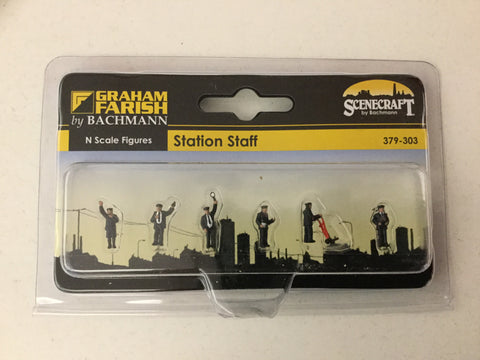 GRAHAM
FARISH
by BACHMANN
SCENECRAFT
by Bachmann
N Scale Figures
Station Staff
379-303